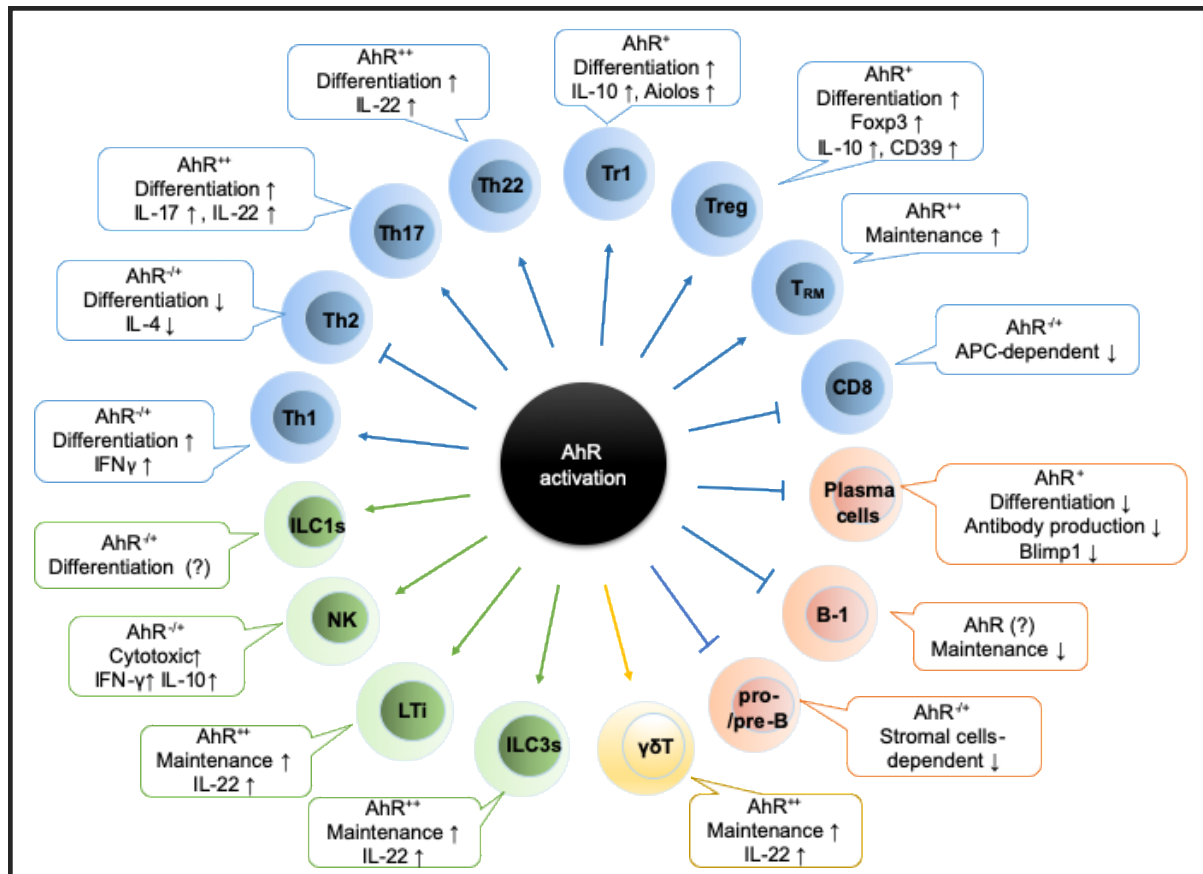 AhR⁺⁺
Differentiation ↑
IL-22 ↑
Th22
AhR⁺
Differentiation ↑
IL-10 ↑, Aiolos ↑
Tr1
AhR⁺
Differentiation ↑
Foxp3 ↑
IL-10 ↑, CD39 ↑
Treg
AhR⁺⁺
Differentiation ↑
IL-17 ↑, IL-22 ↑
Th17
AhR⁺⁺
Maintenance ↑
TRM
AhR⁻/⁺
Differentiation ↓
IL-4 ↓
Th2
AhR⁻/⁺
APC-dependent ↓
CD8
AhR⁻/⁺
Differentiation ↑
IFNγ ↑
Th1
AhR
activation
Plasma
cells
AhR⁺
Differentiation ↓
Antibody production ↓
Blimp1 ↓
AhR⁻/⁺
Differentiation (?)
ILC1s
AhR⁻/⁺
Cytotoxic↑
IFN-γ↑ IL-10↑
NK
B-1
AhR (?)
Maintenance ↓
AhR⁺⁺
Maintenance ↑
IL-22 ↑
LTi
AhR⁺⁺
Maintenance ↑
IL-22 ↑
ILC3s
γδT
AhR⁺⁺
Maintenance ↑
IL-22 ↑
pro-
/pre-B
AhR⁻/⁺
Stromal cells-
dependent ↓